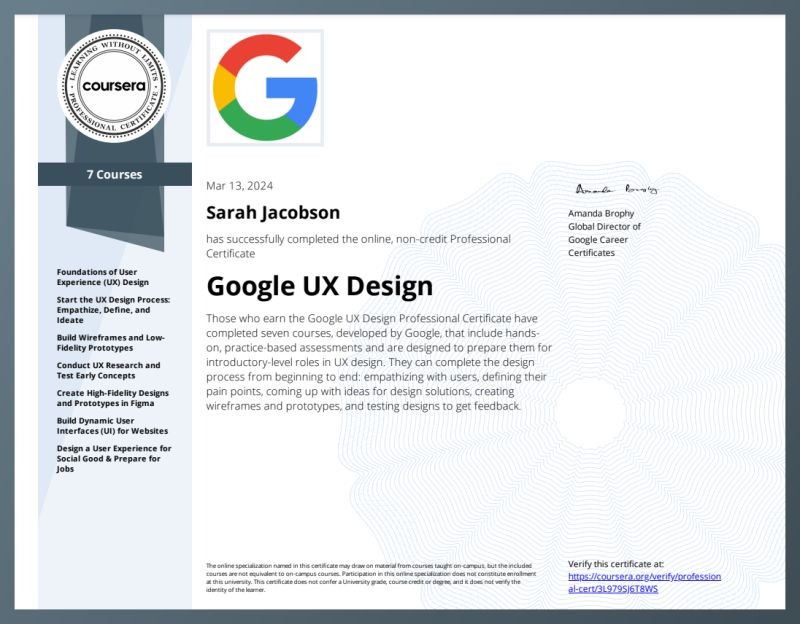 LEARNING WITHOUT LIMITS
coursera
PROFESSIONAL CERTIFICATE
7 Courses
Foundations of User
Experience (UX) Design
Start the UX Design Process:
Empathize, Define, and
Ideate
Build Wireframes and Low-
Fidelity Prototypes
Conduct UX Research and
Test Early Concepts
Create High-Fidelity Designs
and Prototypes in Figma
Build Dynamic User
Interfaces (UI) for Websites
Design a User Experience for
Social Good & Prepare for
Jobs
G
Mar 13, 2024
Sarah Jacobson
has successfully completed the online, non-credit Professional
Certificate
Google UX Design
Those who earn the Google UX Design Professional Certificate have
completed seven courses, developed by Google, that include hands-
on, practice-based assessments and are designed to prepare them for
introductory-level roles in UX design. They can complete the design
process from beginning to end: empathizing with users, defining their
pain points, coming up with ideas for design solutions, creating
wireframes and prototypes, and testing designs to get feedback.
Amanda Brophy
Amanda Brophy
Global Director of
Google Career
Certificates
The online specialization named in this certificate may draw on material from courses taught on-campus, but the included
courses are not equivalent to on-campus courses. Participation in this online specialization does not constitute enrollment
at this university. This certificate does not confer a University grade, course credit or degree, and it does not verify the
identity of the learner.
Verify this certificate at:
https://coursera.org/verify/profession
al-cert/3L979SJ6T8WS